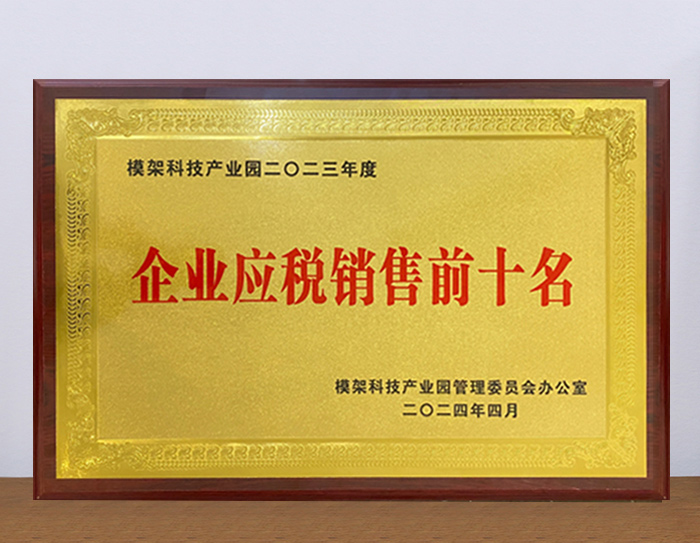 模架科技产业园二〇二三年度
企业应税销售前十名
模架科技产业园管理委员会办公室
二〇二四年四月